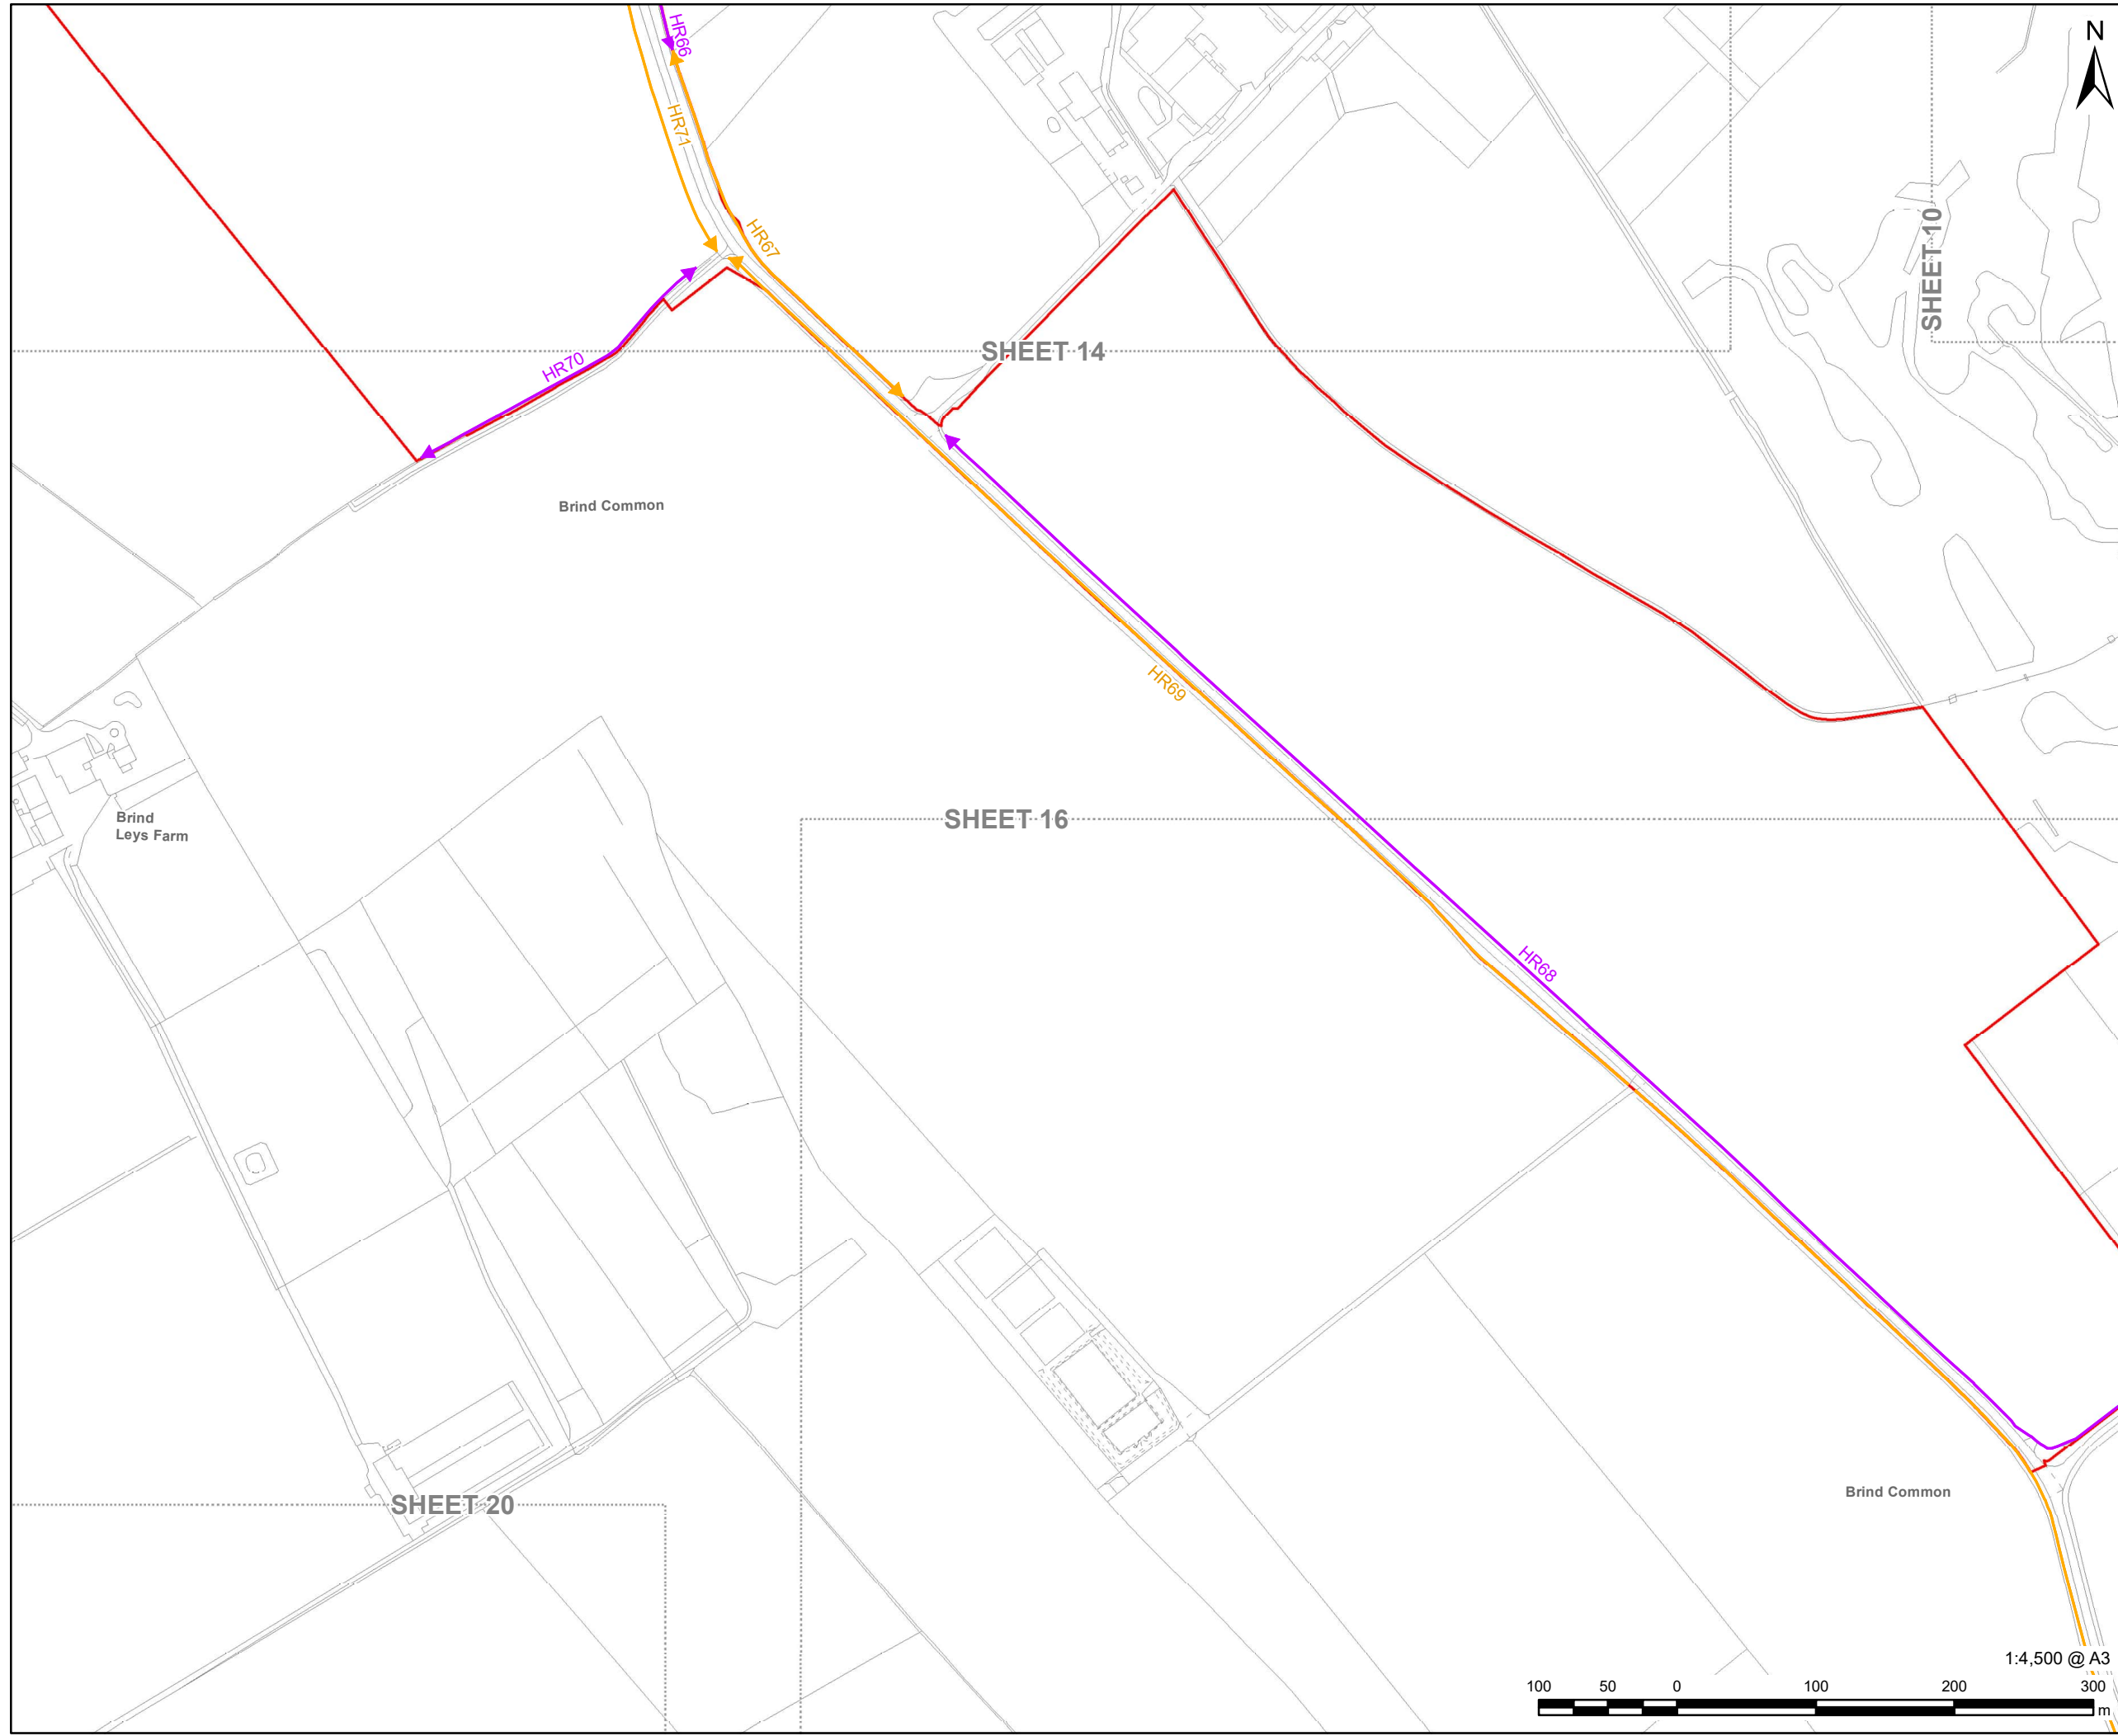 HR66
N
HR71
HR67
SHEET 10
SHEET 14
HR70
Brind Common
HR69
Brind
Leys Farm
SHEET 16
HR68
Brind Common
SHEET 20
1:4,500 @ A3
100 50 0 100 200 300
m